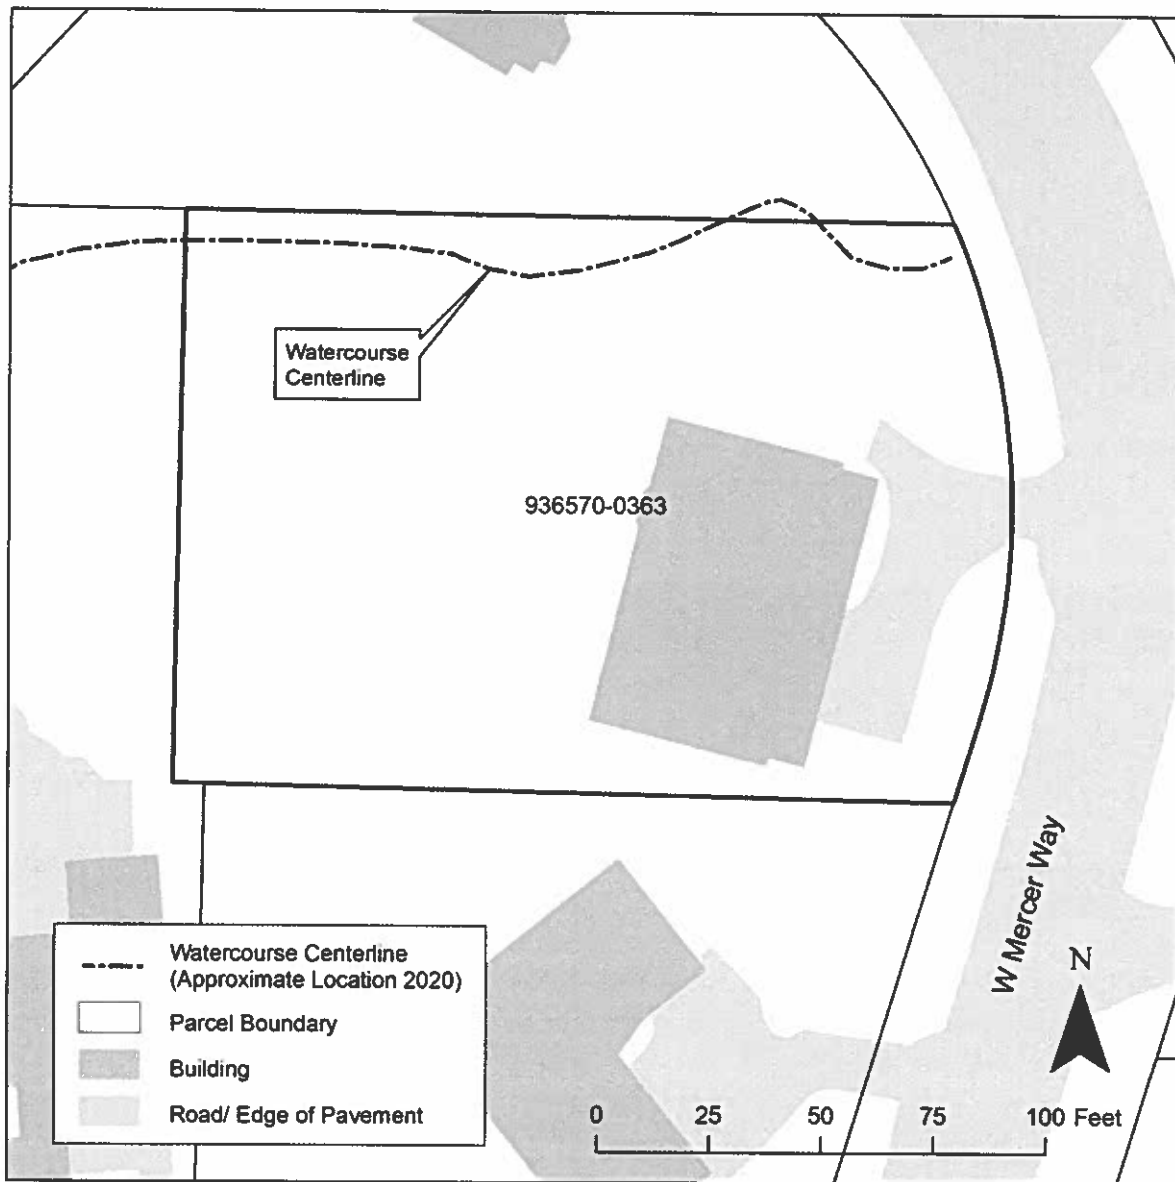 Watercourse
Centerline
936570-0363
W Mercer Way
N
Watercourse Centerline
(Approximate Location 2020)
Parcel Boundary
Building
Road/ Edge of Pavement
0 25 50 75 100 Feet